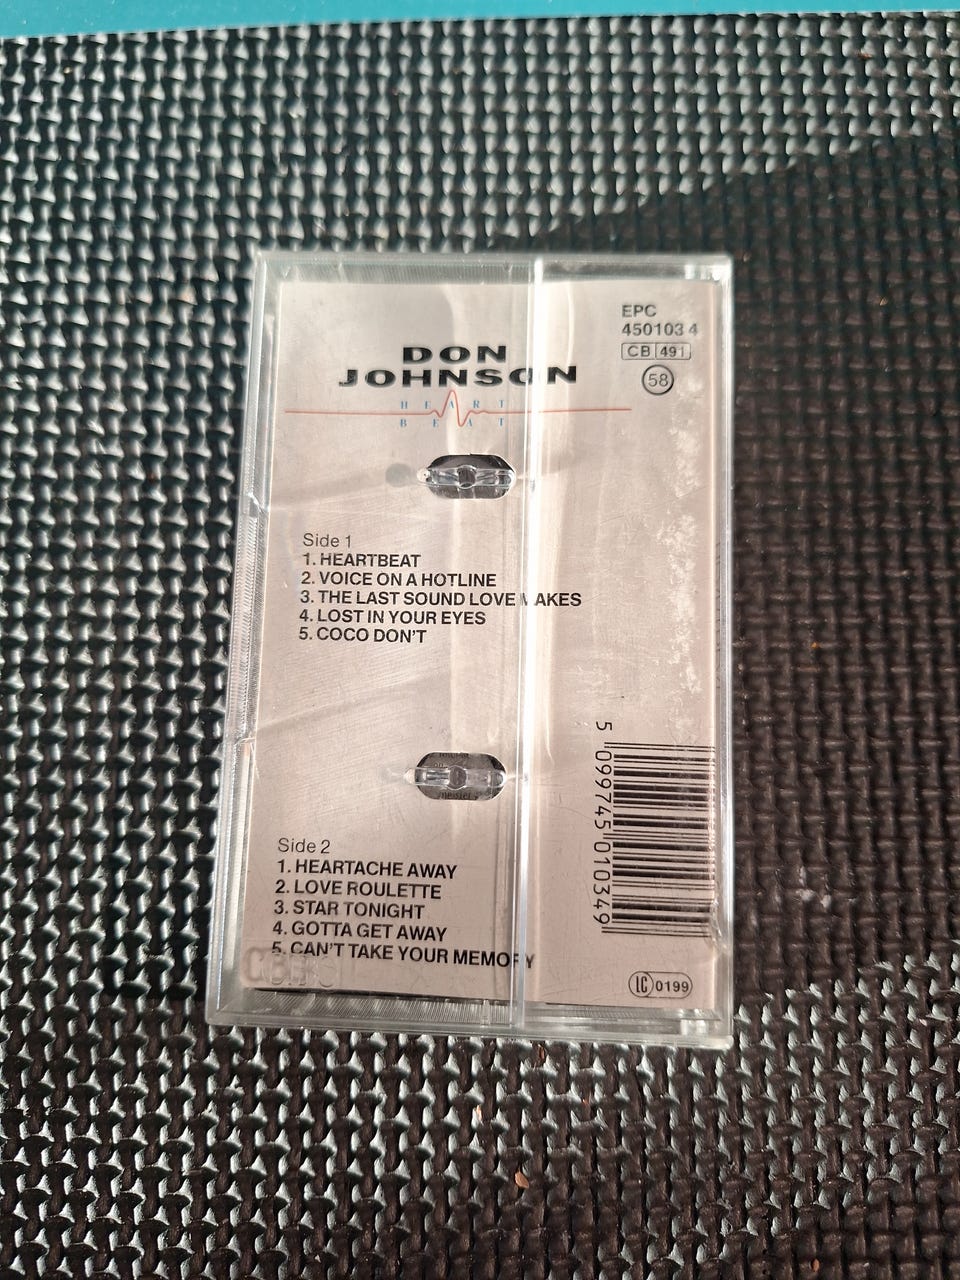 EPC
450103 4
CB 491
58
DON
JOHNSON
HEART
BEAT
Side 1
1. HEARTBEAT
2. VOICE ON A HOTLINE
3. THE LAST SOUND LOVE MAKES
4. LOST IN YOUR EYES
5. COCO DON'T
Side 2
1. HEARTACHE AWAY
2. LOVE ROULETTE
3. STAR TONIGHT
4. GOTTA GET AWAY
5. CAN'T TAKE YOUR MEMORY
5 099745 010349
LC 0199